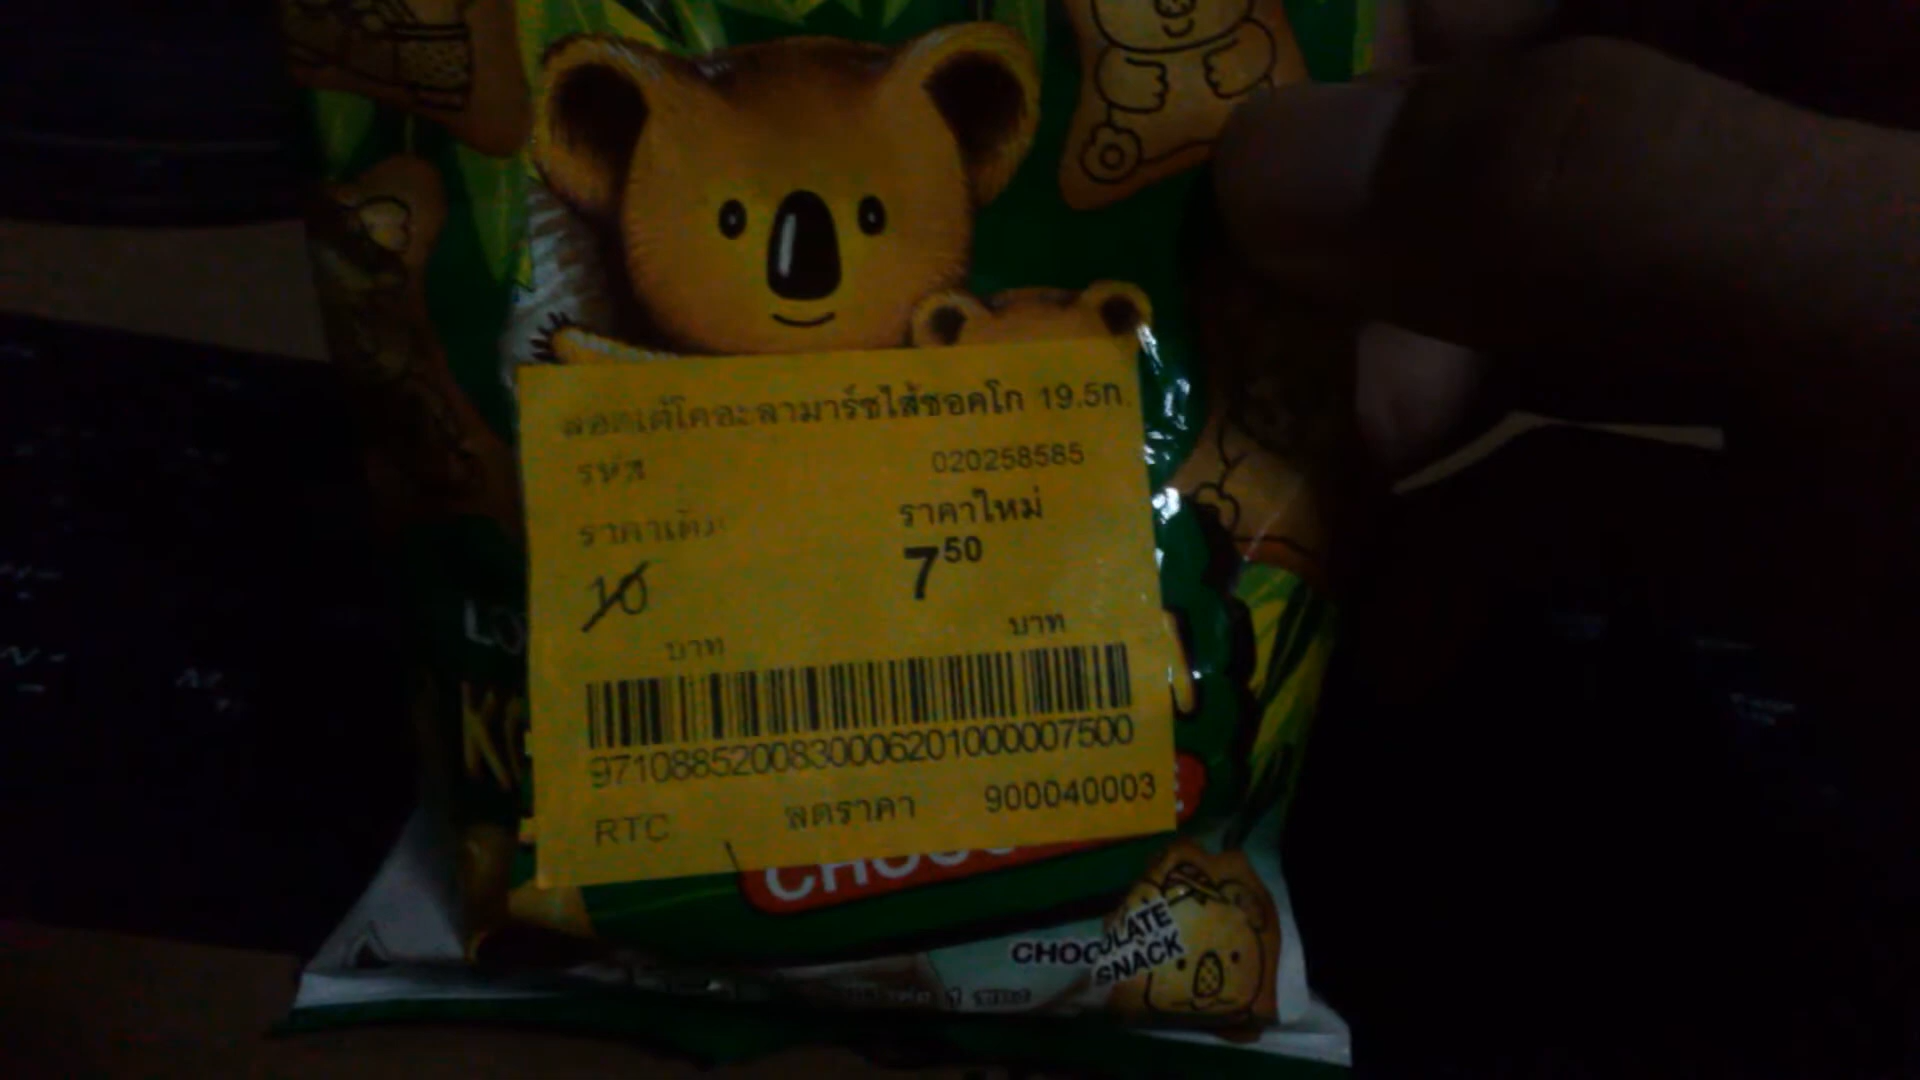 ลอตเต้โคอะลามาร์ชไส้ชอคโก 19.5ก.
รหัส 020258585
ราคาเดิม ราคาใหม่
10 7 50
บาท บาท
9710885200830006201000007500
RTC ลดราคา 900040003
CHOCOLATE
SNACK